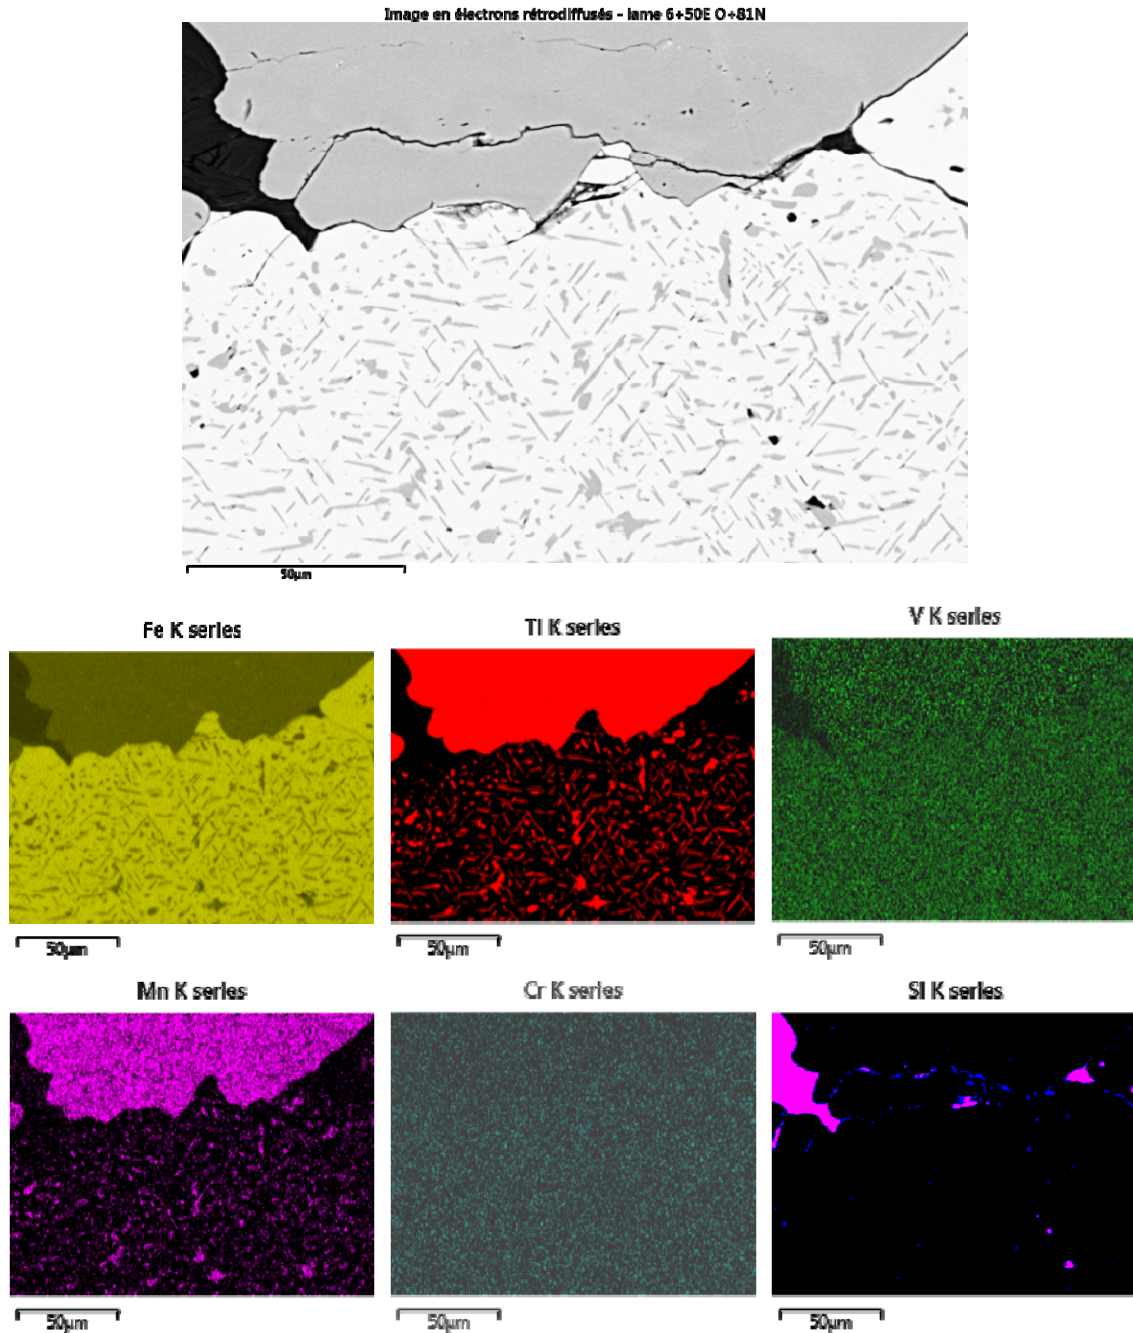 Image en électrons rétrodiffusés - lame 6+50E 0+81N
50µm
Fe K series
Ti K series
V K series
50µm
50µm
50µm
Mn K series
Cr K series
Si K series
50µm
50µm
50µm